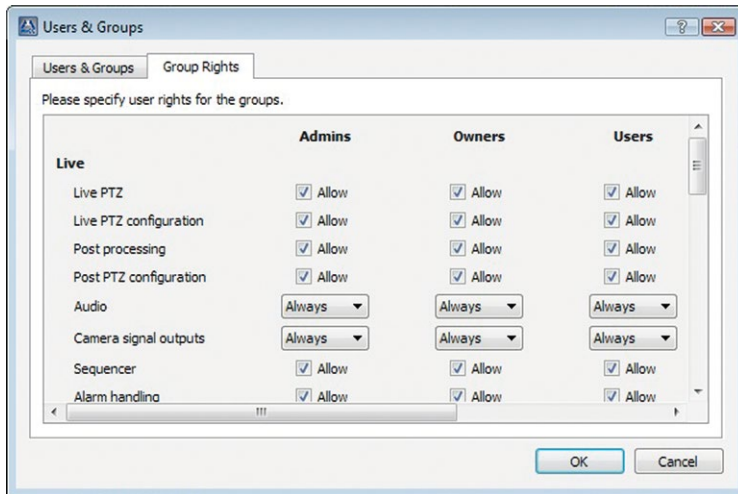 Users & Groups
Users & Groups Group Rights
Please specify user rights for the groups.
Admins Owners Users
Live
Live PTZ Allow Allow Allow
Live PTZ configuration Allow Allow Allow
Post processing Allow Allow Allow
Post PTZ configuration Allow Allow Allow
Audio Always Always Always
Camera signal outputs Always Always Always
Sequencer Allow Allow Allow
Alarm handling Allow Allow Allow
OK Cancel